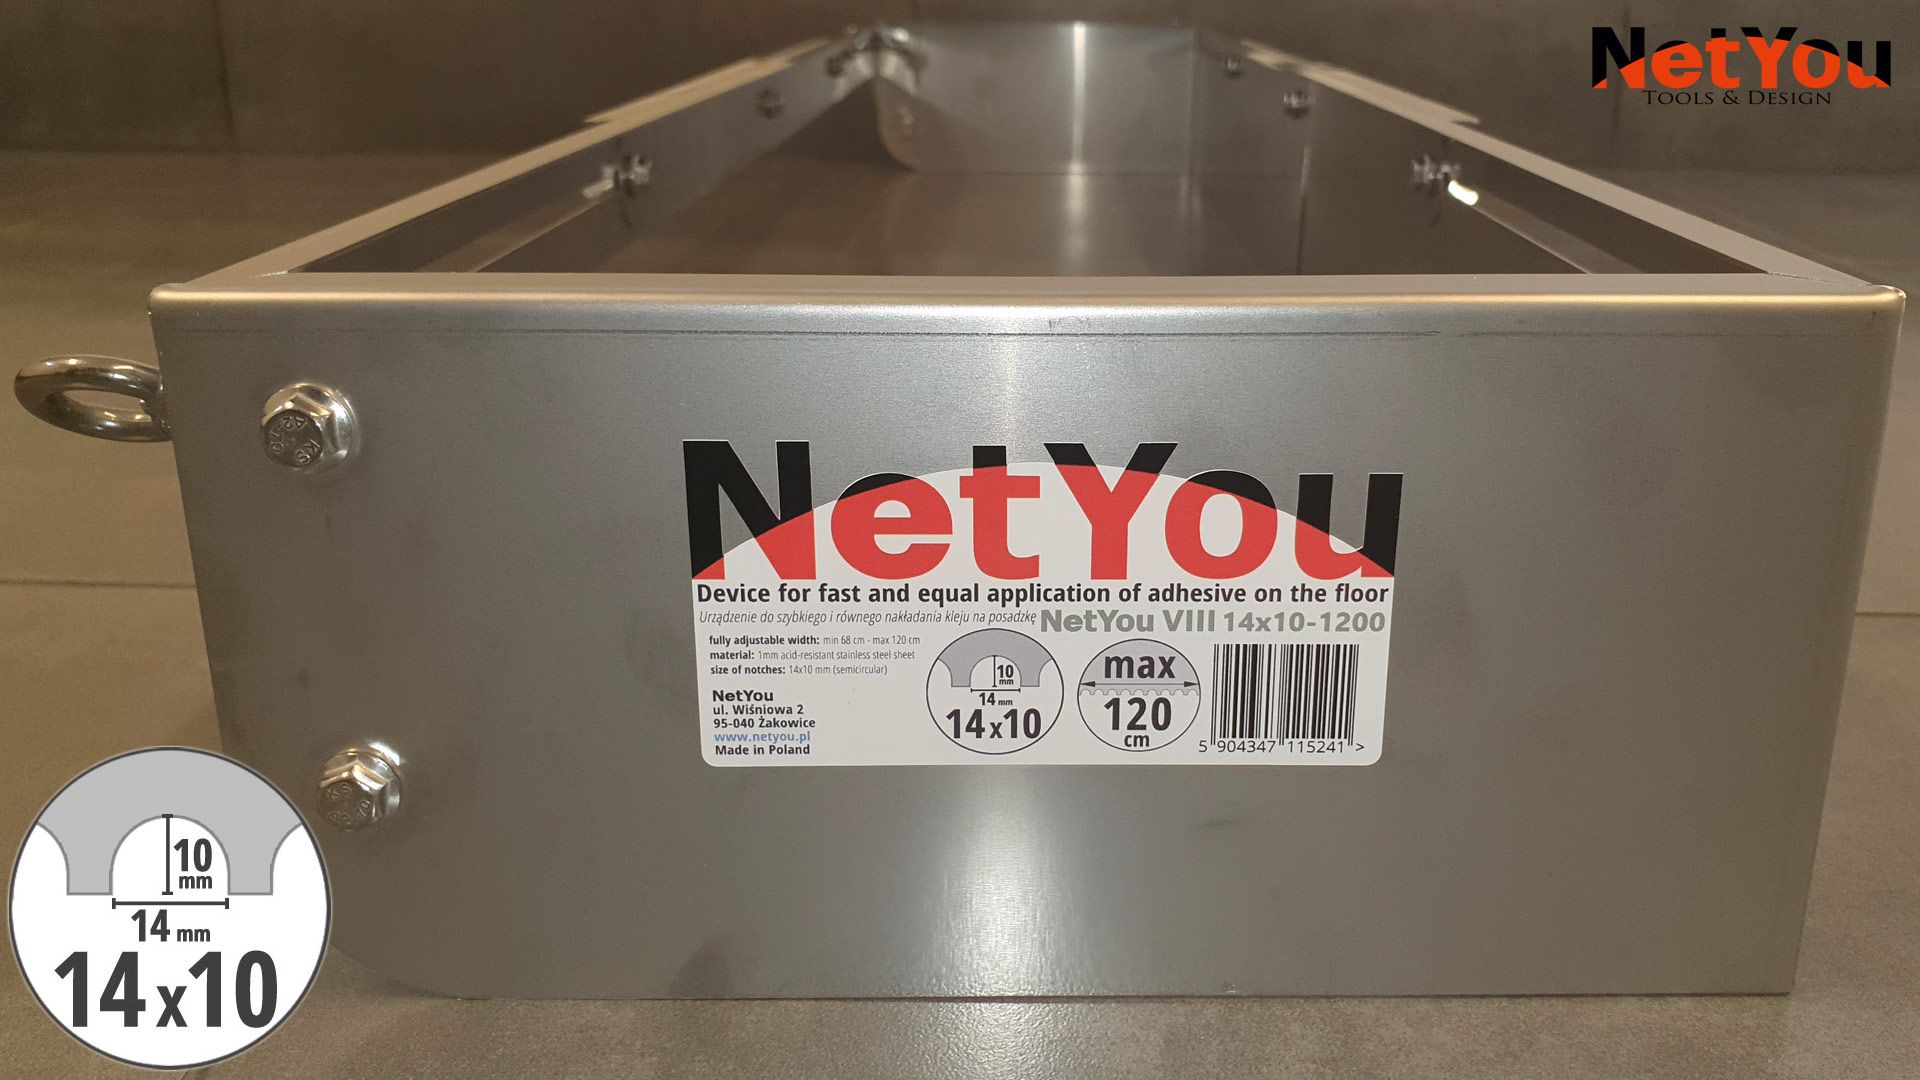 NetYou
TOOLS & DESIGN
A2-70
KS
NetYou
Device for fast and equal application of adhesive on the floor
Urządzenie do szybkiego i równego nakładania kleju na posadzkę NetYou VIII 14x10-1200
fully adjustable width: min 68 cm - max 120 cm
material: 1mm acid-resistant stainless steel sheet
size of notches: 14x10 mm (semicircular)
NetYou
ul. Wiśniowa 2
95-040 Żakowice
www.netyou.pl
Made in Poland
10
mm
14 mm
14x10
max
120
cm
5 904347 115241 >
10
mm
14 mm
14x10